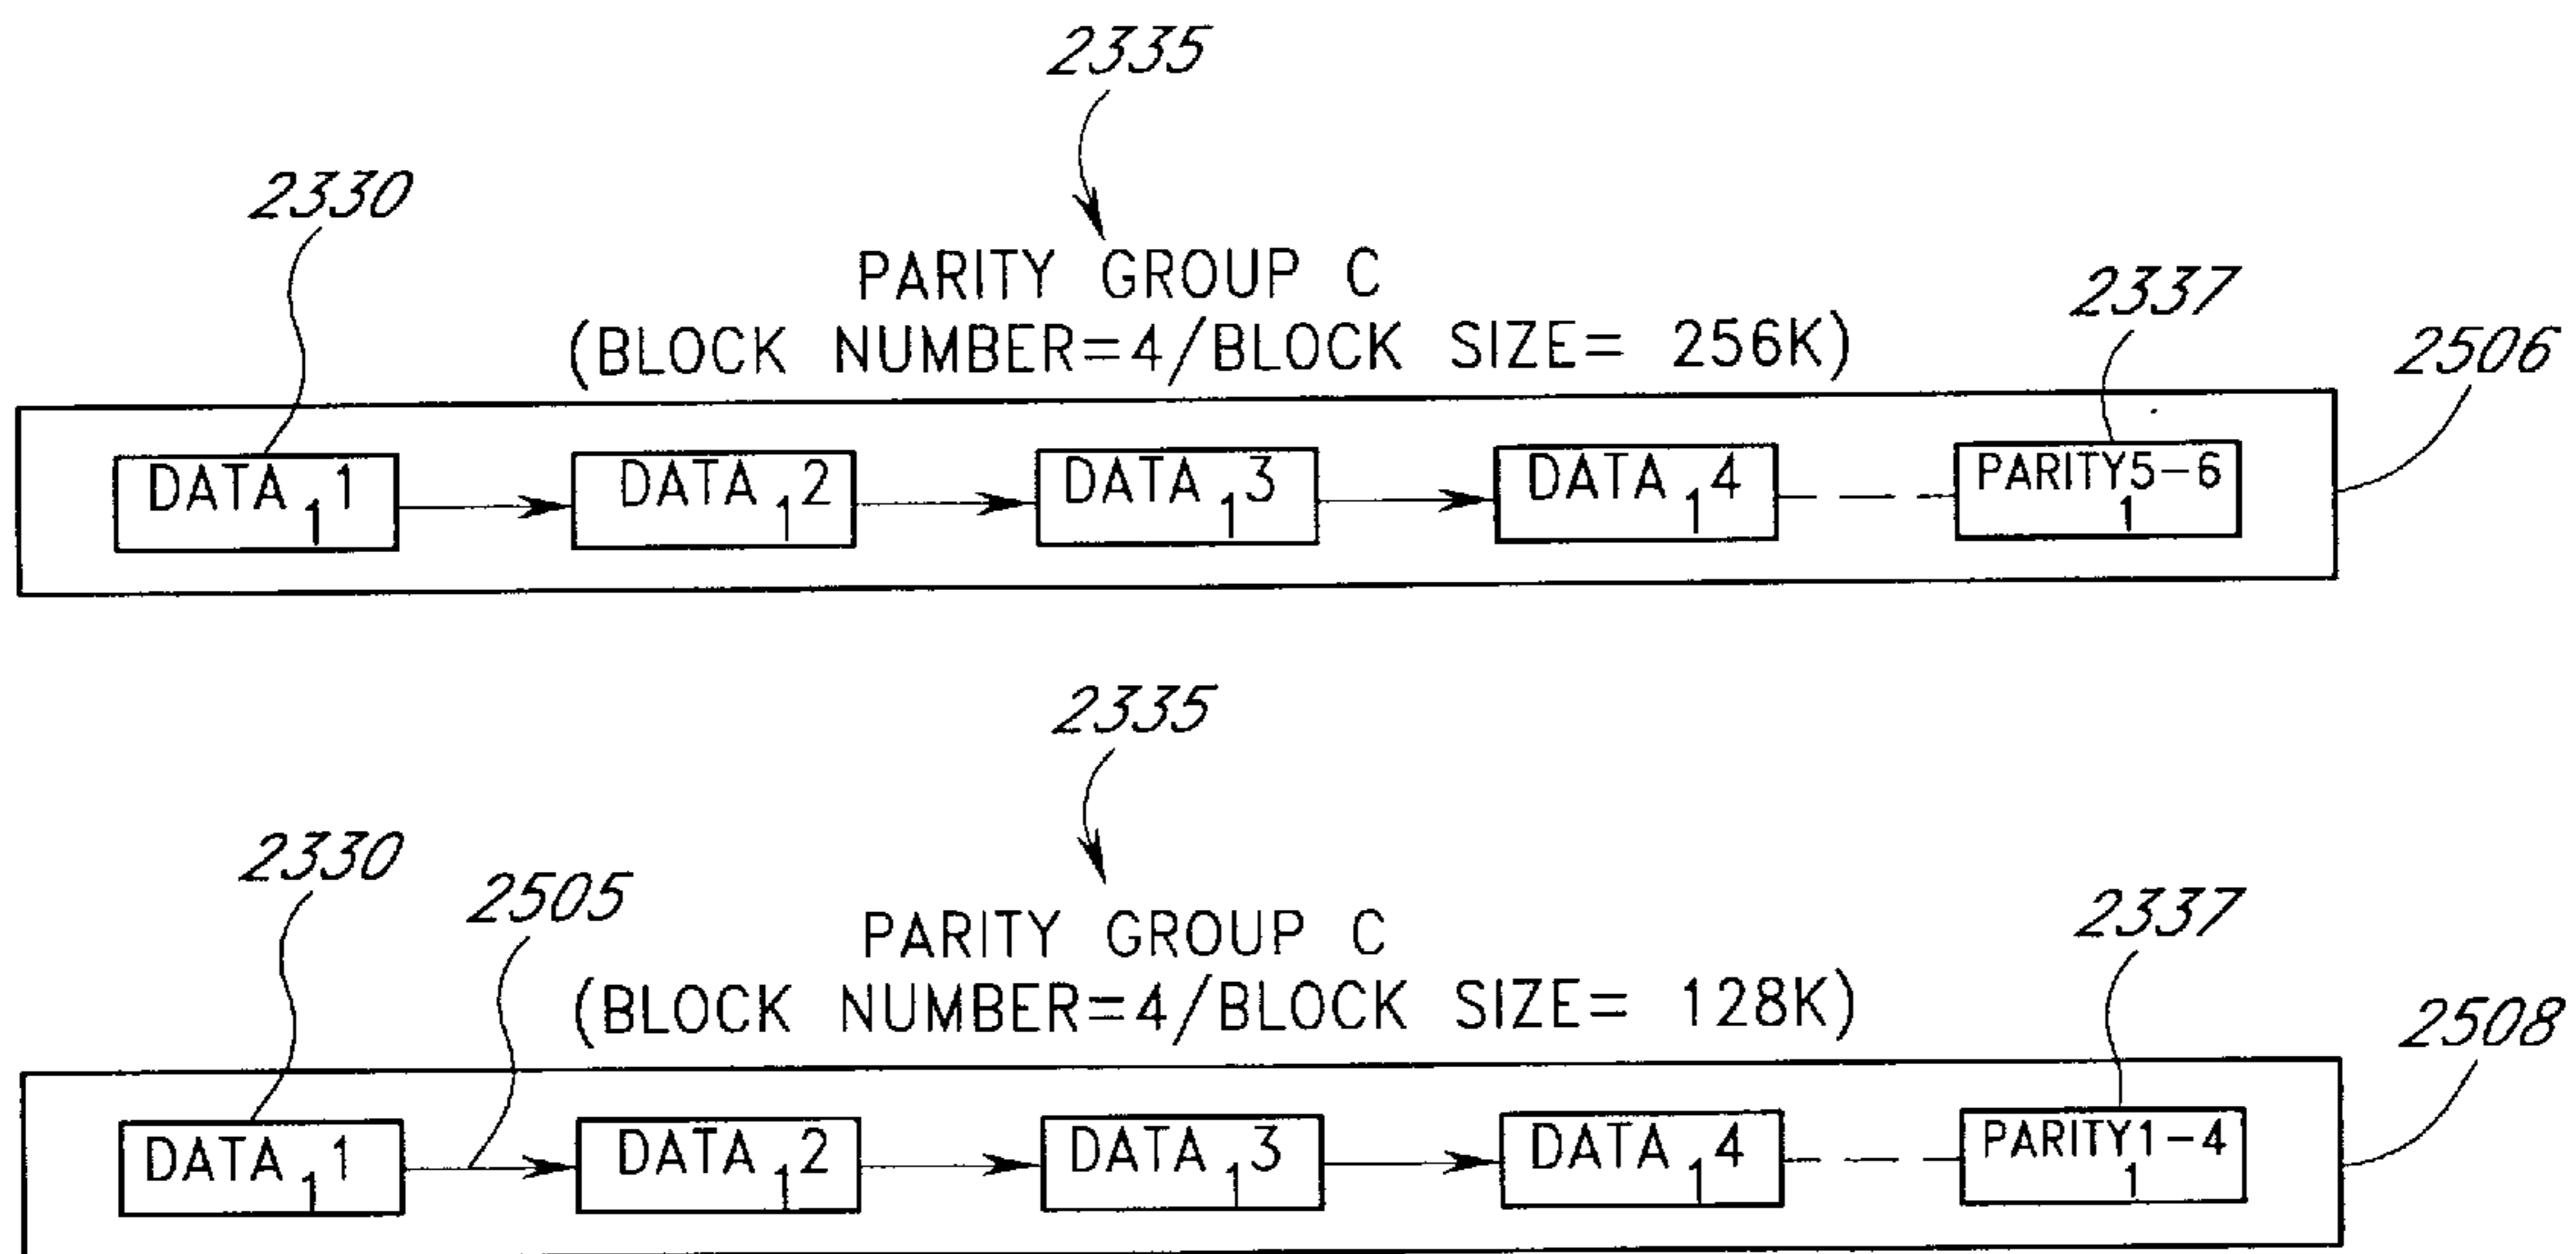 2335
2330
PARITY GROUP C
2337
(BLOCK NUMBER=4/BLOCK SIZE= 256K)
2506
DATA 1 1
DATA 1 2
DATA 1 3
DATA 1 4
PARITY5-6
1
2335
2330
2505
PARITY GROUP C
2337
(BLOCK NUMBER=4/BLOCK SIZE= 128K)
2508
DATA 1 1
DATA 1 2
DATA 1 3
DATA 1 4
PARITY1-4
1